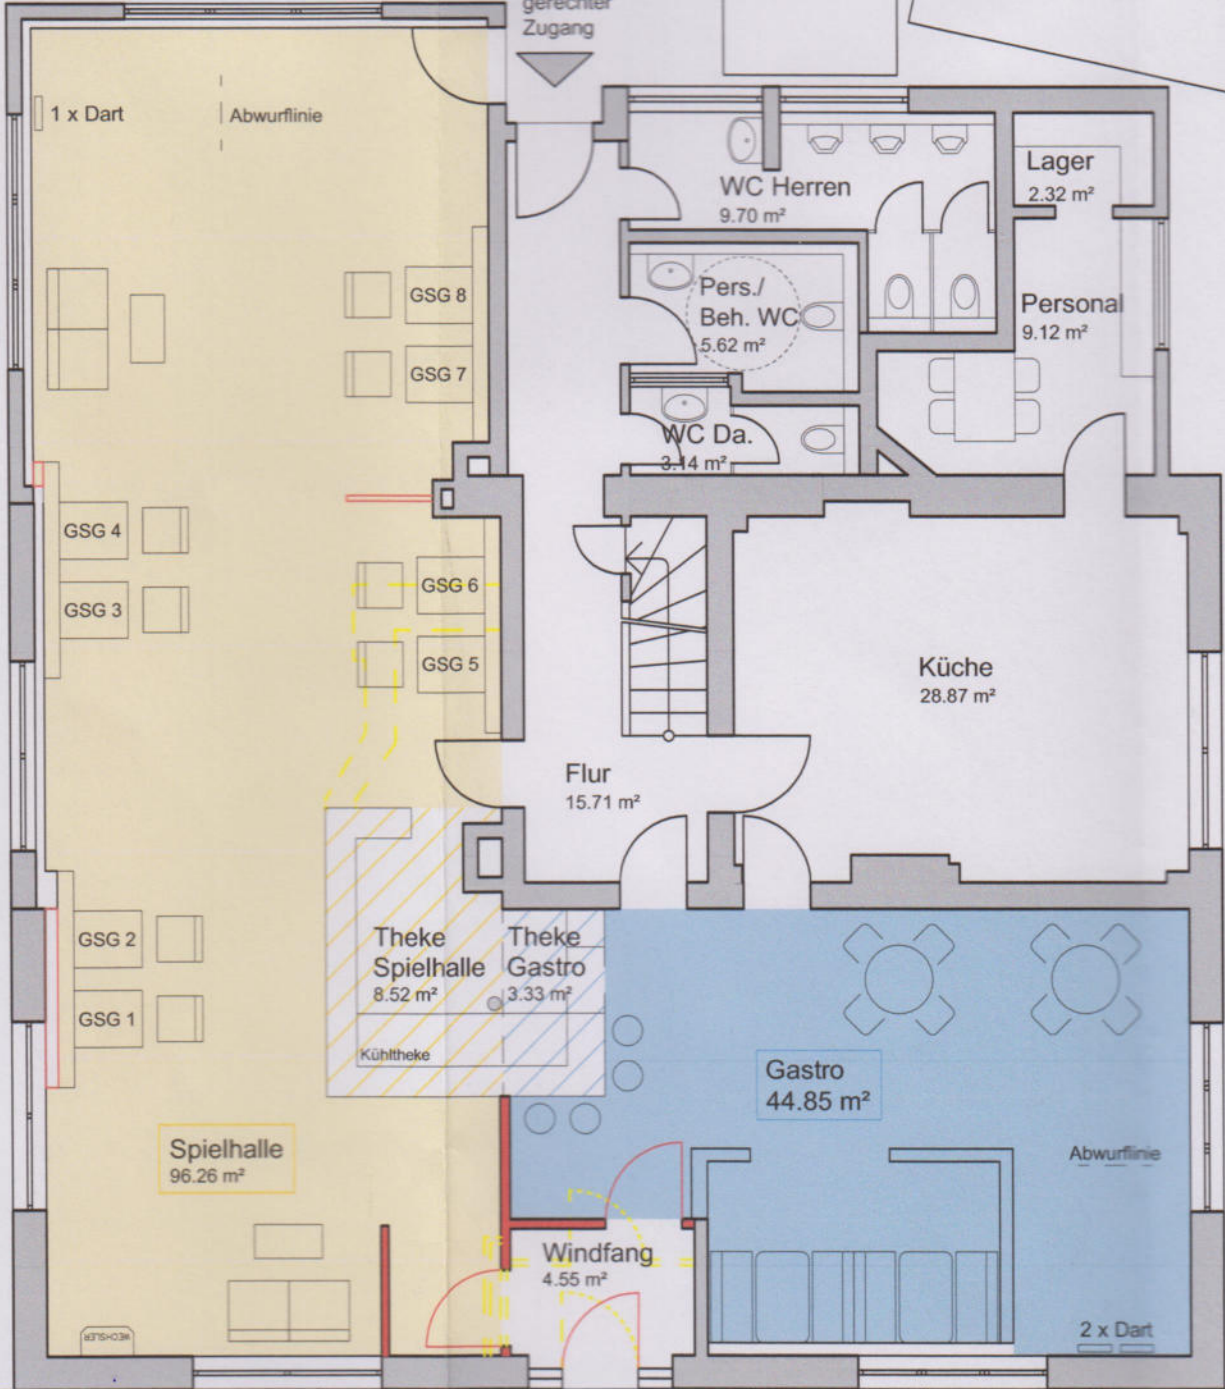 gerechter
Zugang
1 x Dart
Abwurflinie
WC Herren
9.70 m²
Lager
2.32 m²
Pers./
Beh. WC
5.62 m²
Personal
9.12 m²
GSG 8
GSG 7
WC Da.
3.14 m²
GSG 4
GSG 3
GSG 6
GSG 5
Küche
28.87 m²
Flur
15.71 m²
GSG 2
GSG 1
Theke
Spielhalle
8.52 m²
Theke
Gastro
3.33 m²
Kühltheke
Gastro
44.85 m²
Abwurflinie
Spielhalle
96.26 m²
Windfang
4.55 m²
WECHSLER
2 x Dart